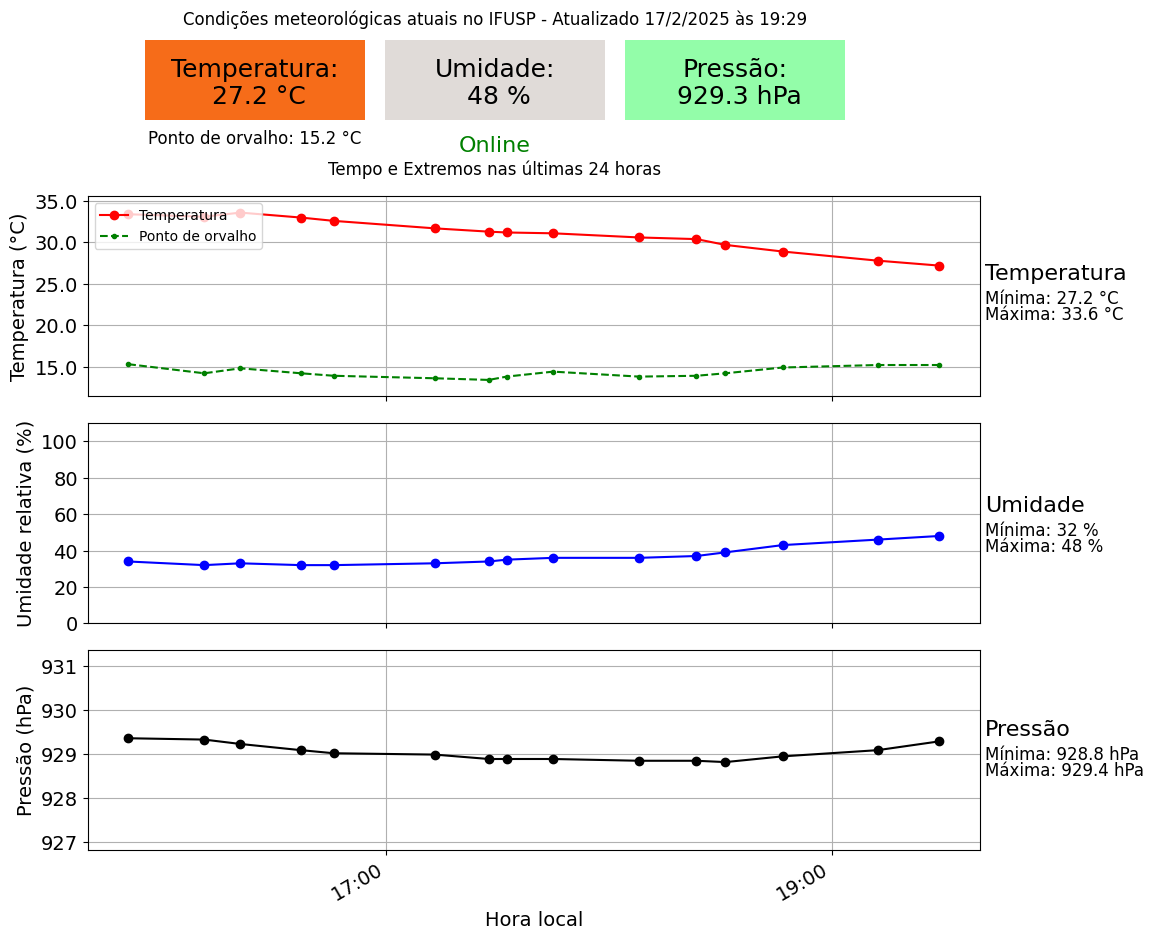 Condições meteorológicas atuais no IFUSP - Atualizado 17/2/2025 às 19:29
Temperatura:
27.2 °C
Umidade:
48 %
Pressão:
929.3 hPa
Ponto de orvalho: 15.2 °C
Online
Tempo e Extremos nas últimas 24 horas
Temperatura (°C)
35.0
30.0
25.0
20.0
15.0
Temperatura
Ponto de orvalho
Temperatura
Mínima: 27.2 °C
Máxima: 33.6 °C
Umidade relativa (%)
100
80
60
40
20
0
Umidade
Mínima: 32 %
Máxima: 48 %
Pressão (hPa)
931
930
929
928
927
Pressão
Mínima: 928.8 hPa
Máxima: 929.4 hPa
17:00
19:00
Hora local